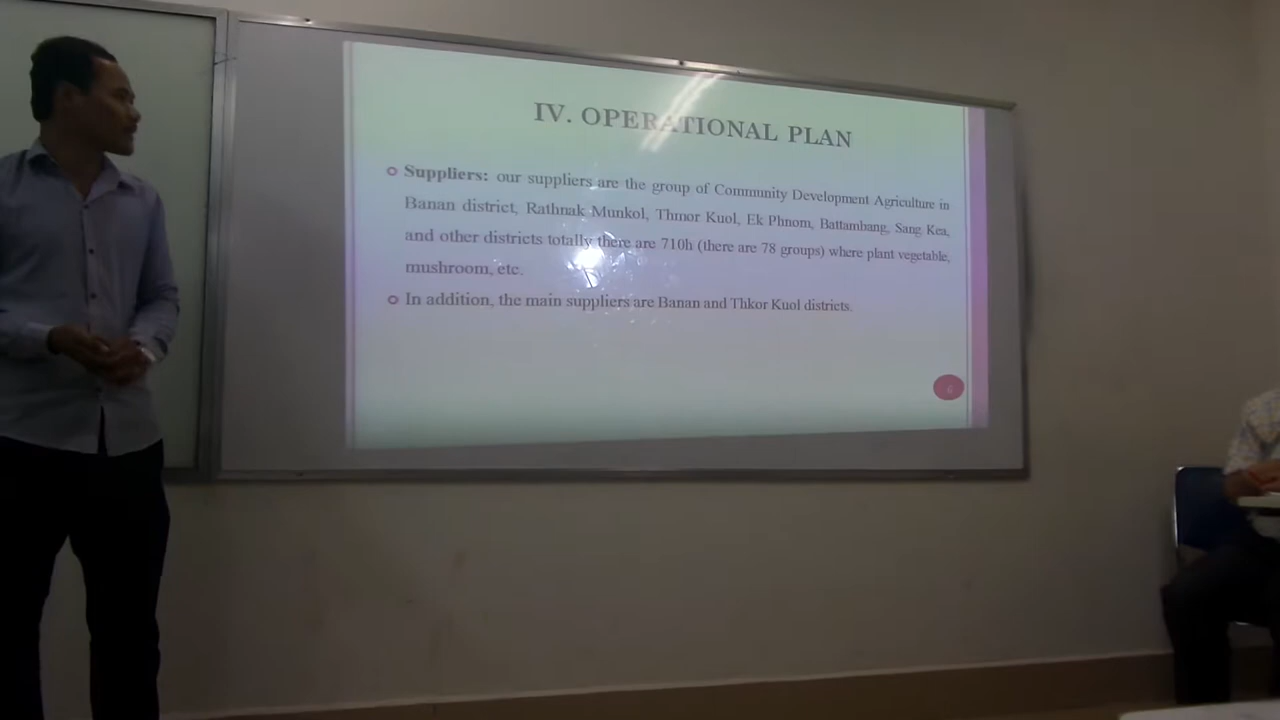 IV. OPERATIONAL PLAN
Suppliers: our suppliers are the group of Community Development Agriculture in
Banan district, Rathnak Munkol, Thmor Kuol, Ek Phnom, Battambang, Sang Kea,
and other districts totally there are 710h (there are 78 groups) where plant vegetable,
mushroom, etc.
In addition, the main suppliers are Banan and Thkor Kuol districts.